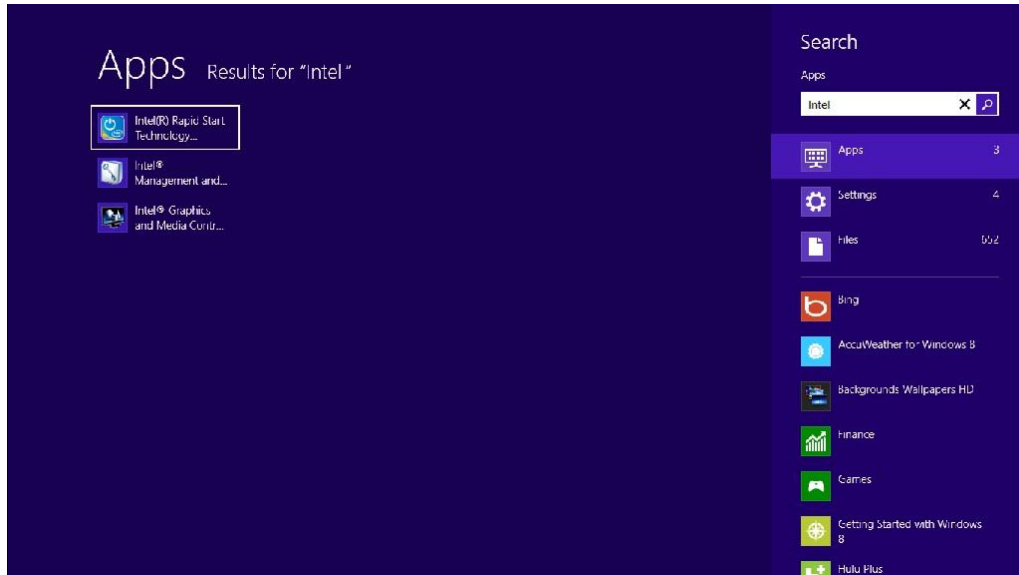 Apps Results for "Intel "
Intel(R) Rapid Start
Technology...
Intel®
Management and...
Intel® Graphics
and Media Contr...
Search
Apps
Intel
Apps 3
Settings 4
Files 652
Bing
AccuWeather for Windows 8
Backgrounds Wallpapers HD
Finance
Games
Getting Started with Windows
8
Hulu Plus